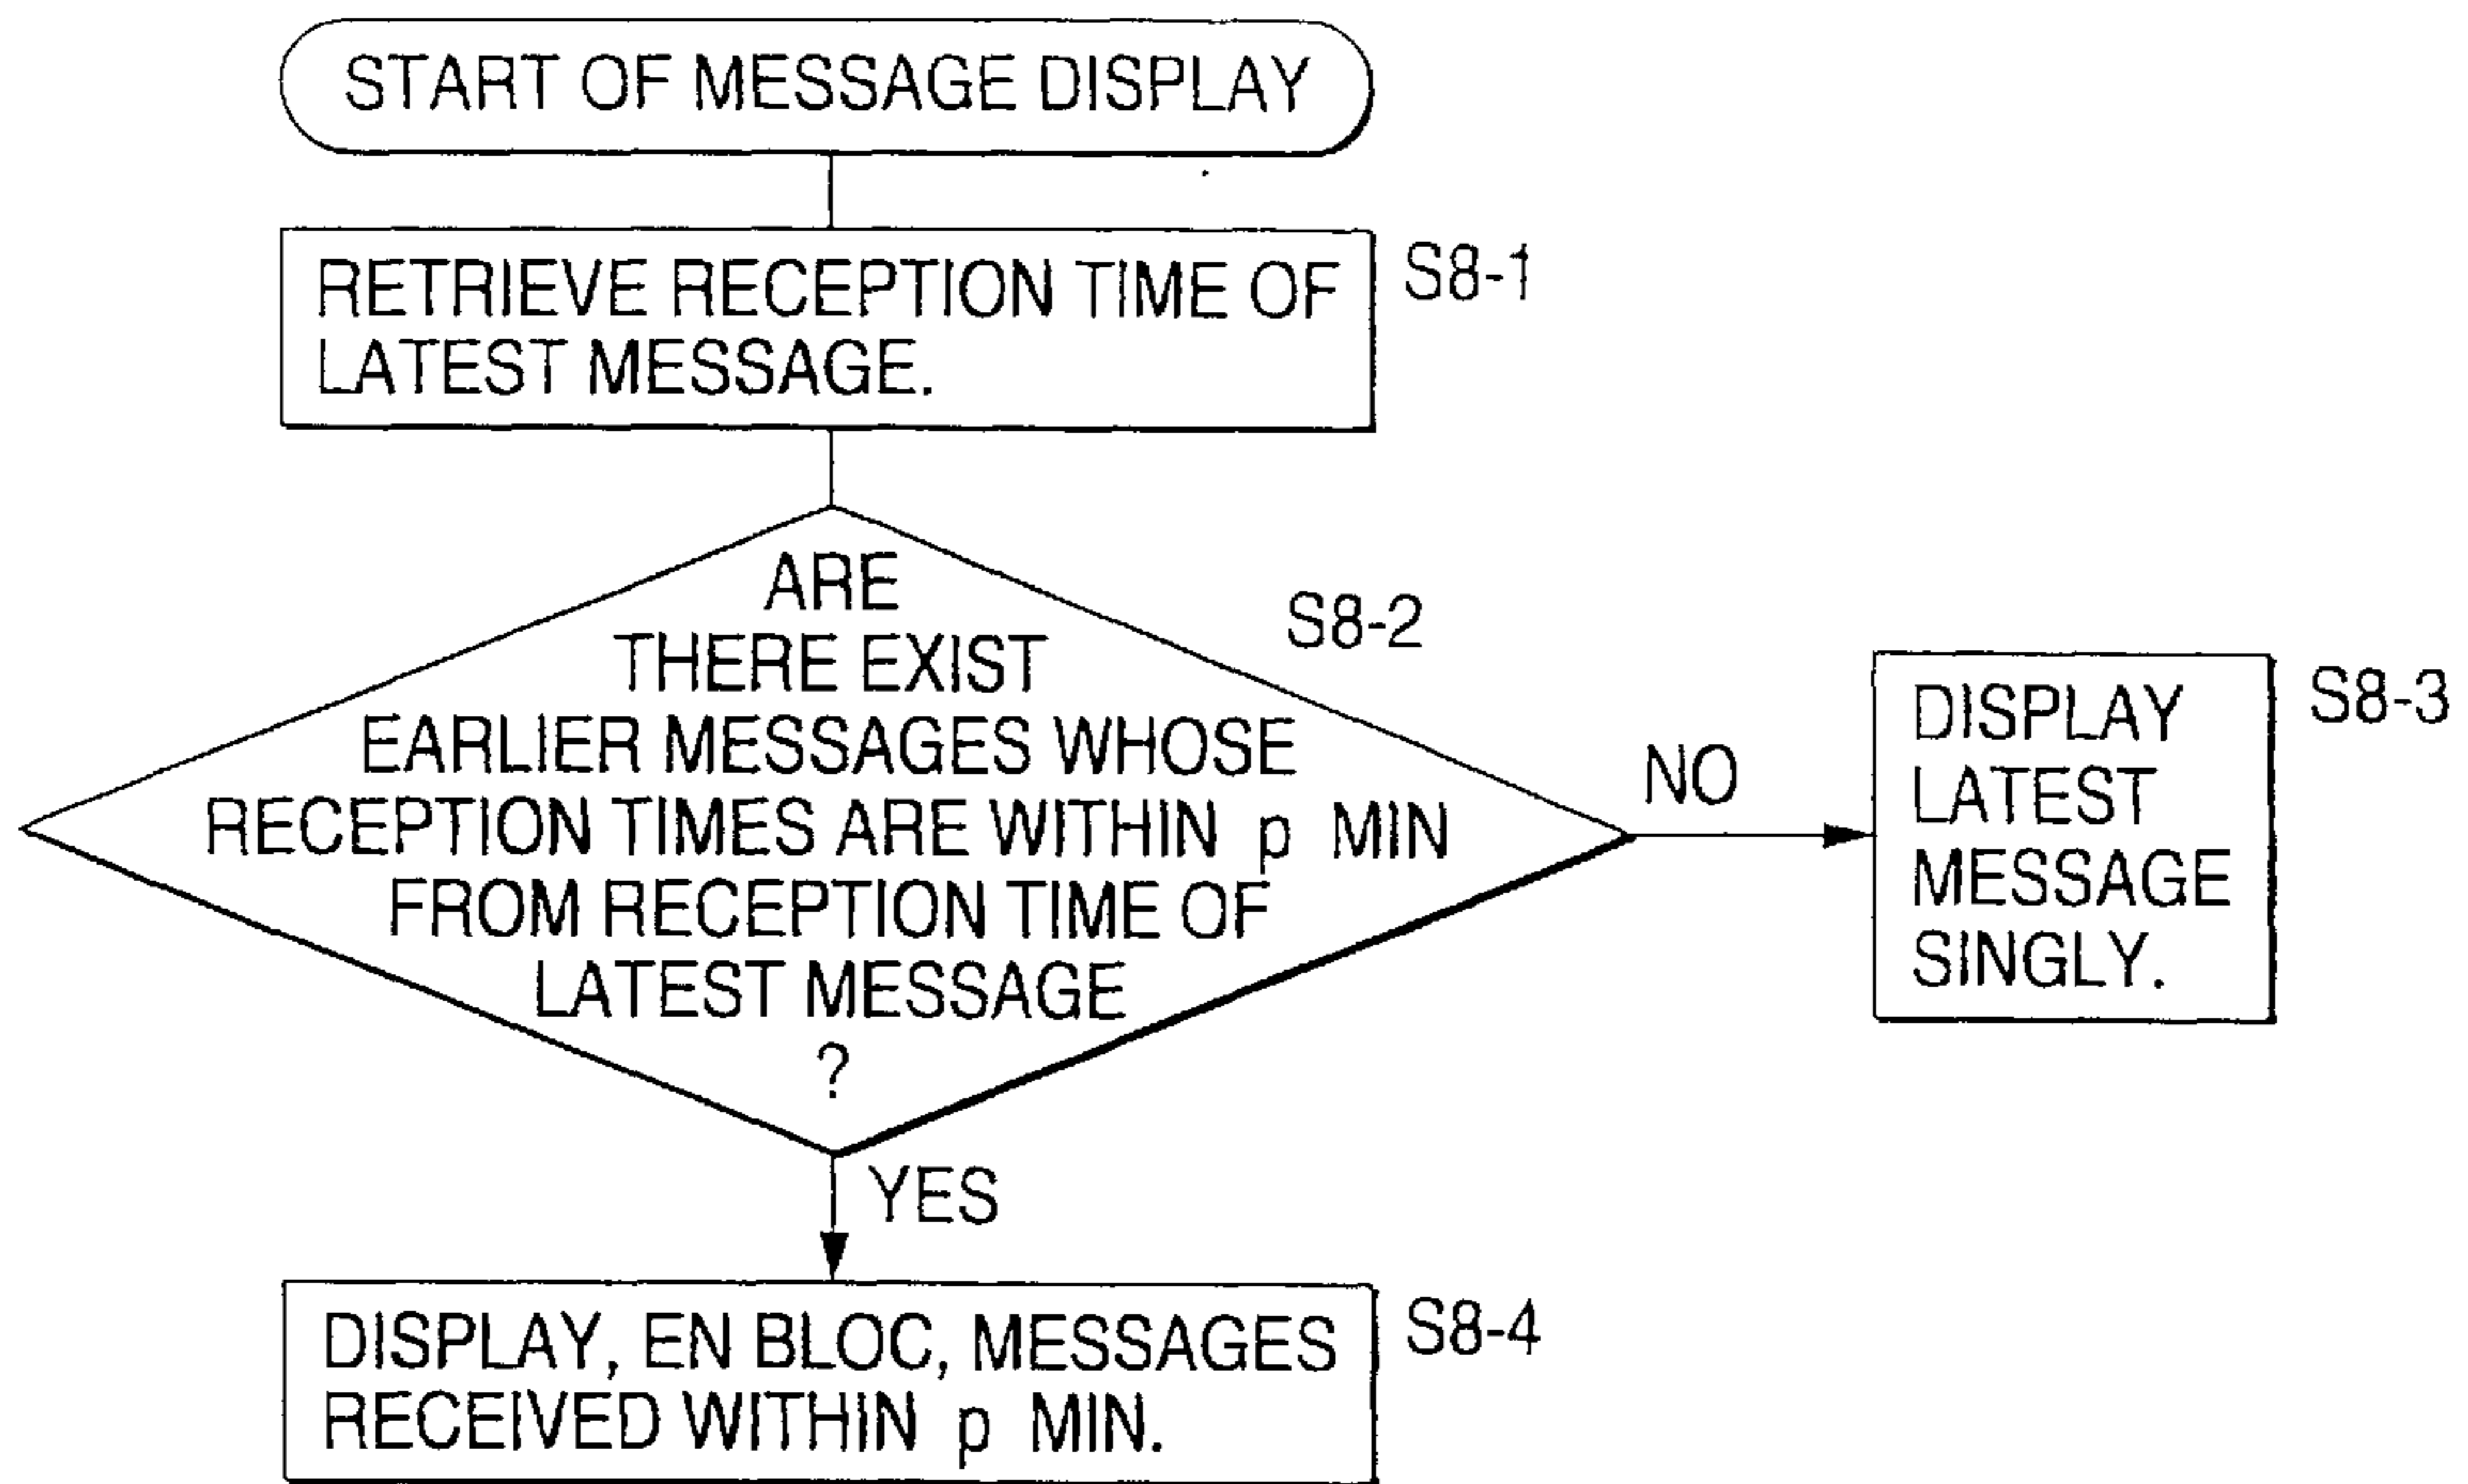 START OF MESSAGE DISPLAY
RETRIEVE RECEPTION TIME OF
LATEST MESSAGE.
S8-1
ARE
THERE EXIST
EARLIER MESSAGES WHOSE
RECEPTION TIMES ARE WITHIN p MIN
FROM RECEPTION TIME OF
LATEST MESSAGE
?
S8-2
NO
DISPLAY
LATEST
MESSAGE
SINGLY.
S8-3
YES
DISPLAY, EN BLOC, MESSAGES
RECEIVED WITHIN p MIN.
S8-4